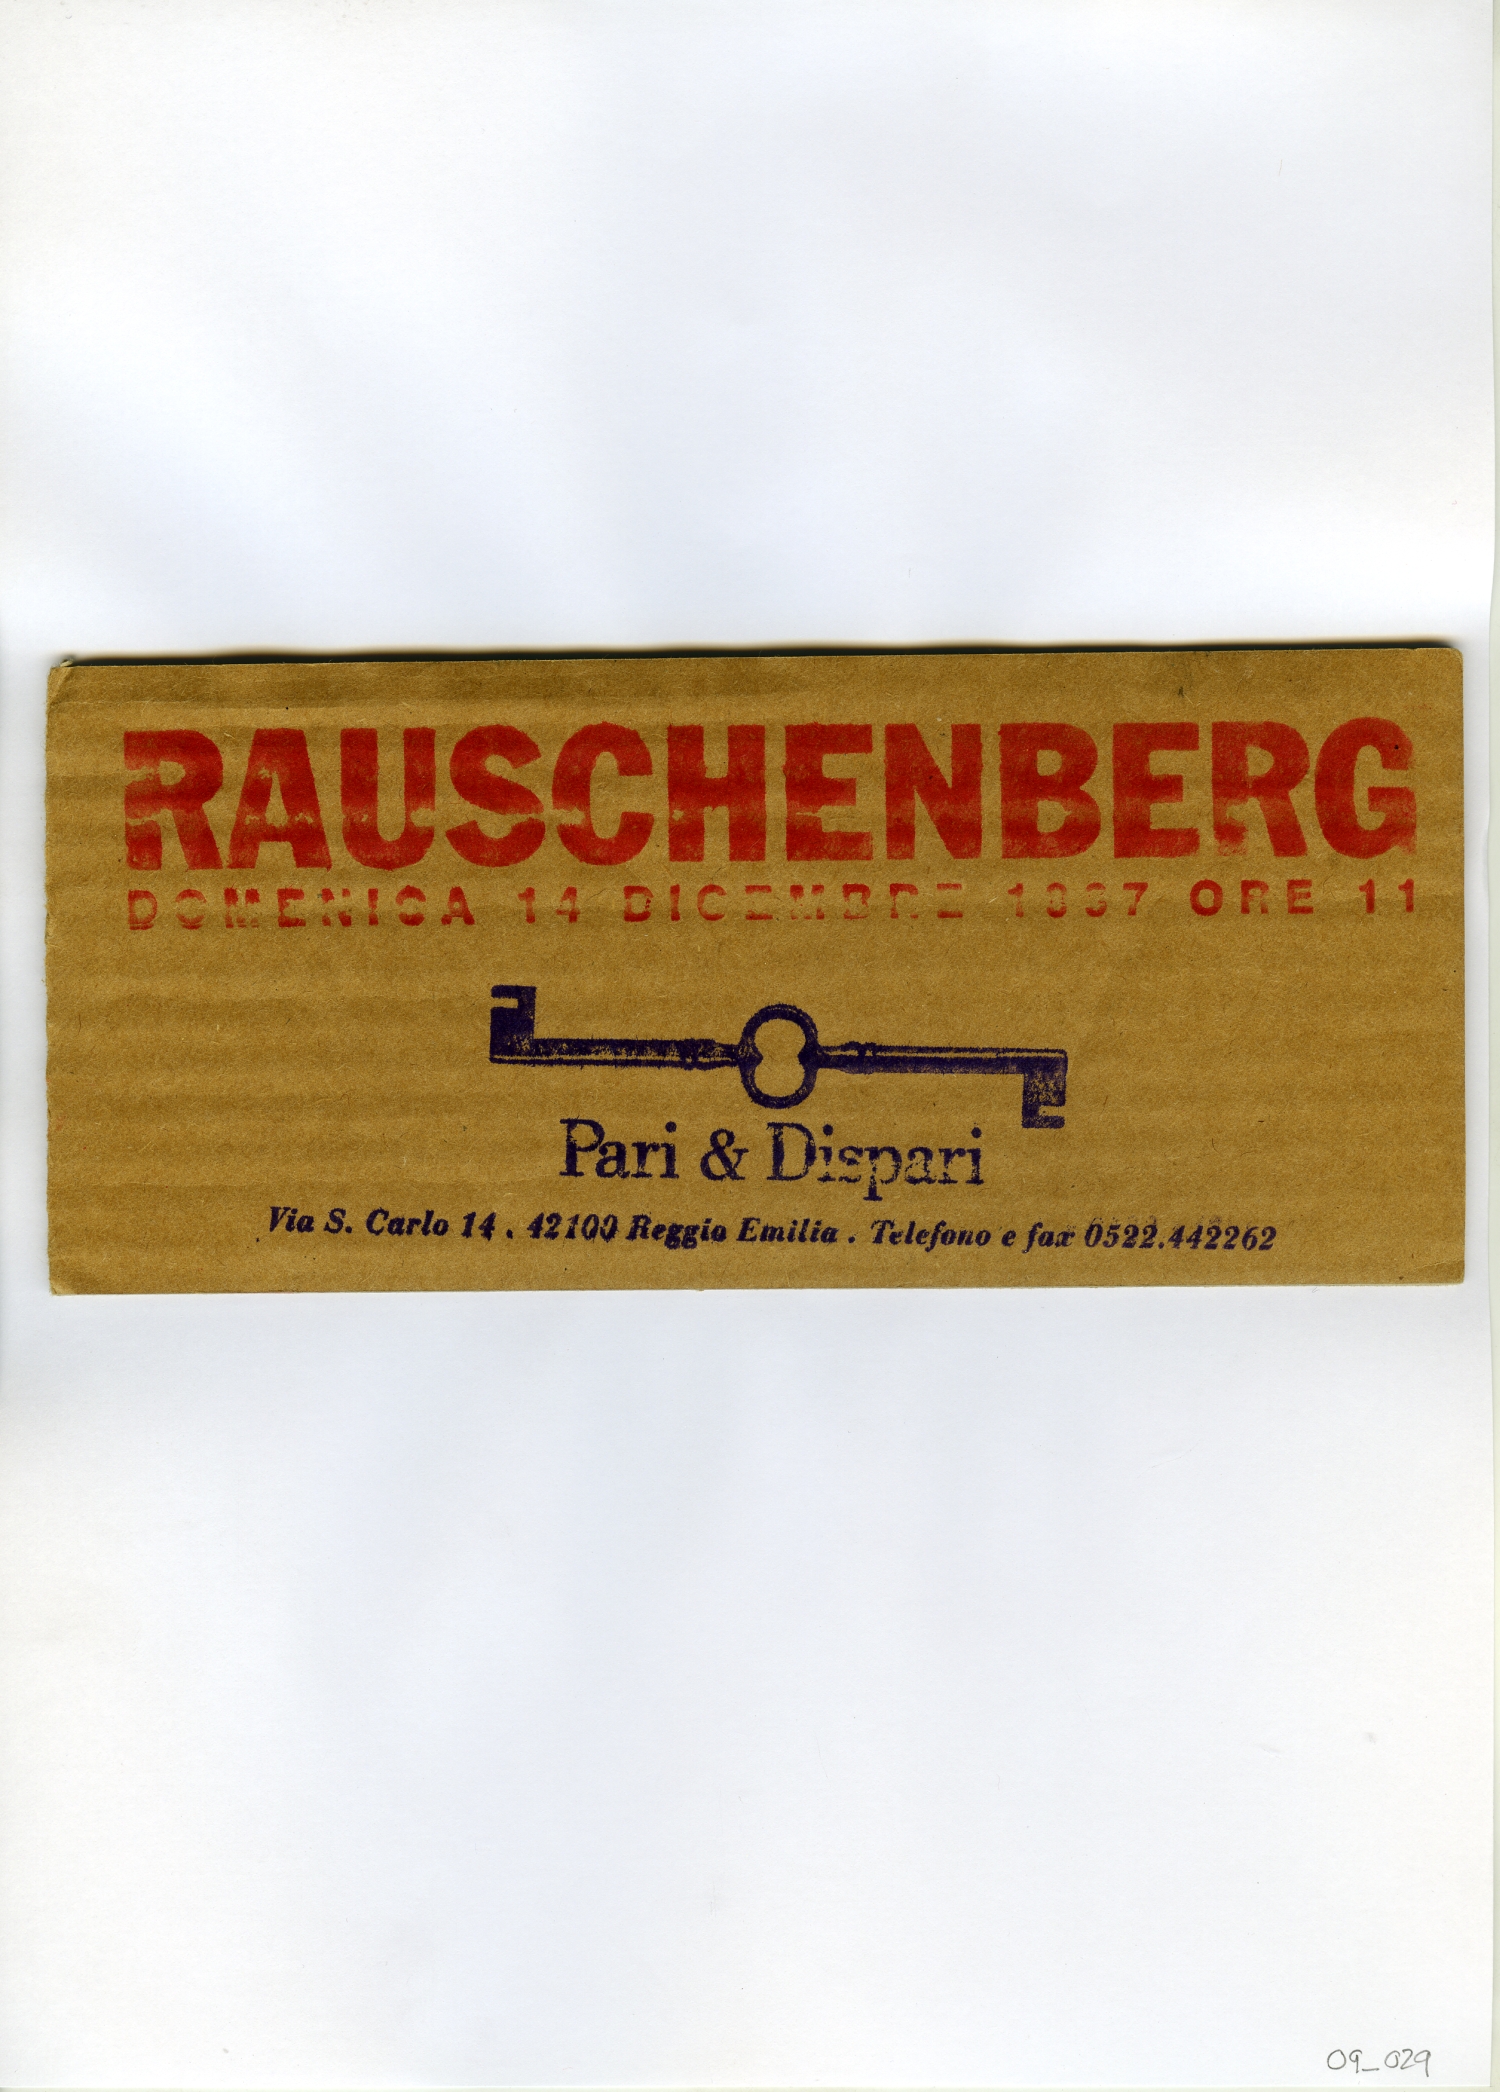 RAUSCHENBERG
DOMENICA 14 DICEMBRE 1997 ORE 11
Pari & Dispari
Via S. Carlo 14 . 42100 Reggio Emilia . Telefono e fax 0522.442262
09_029